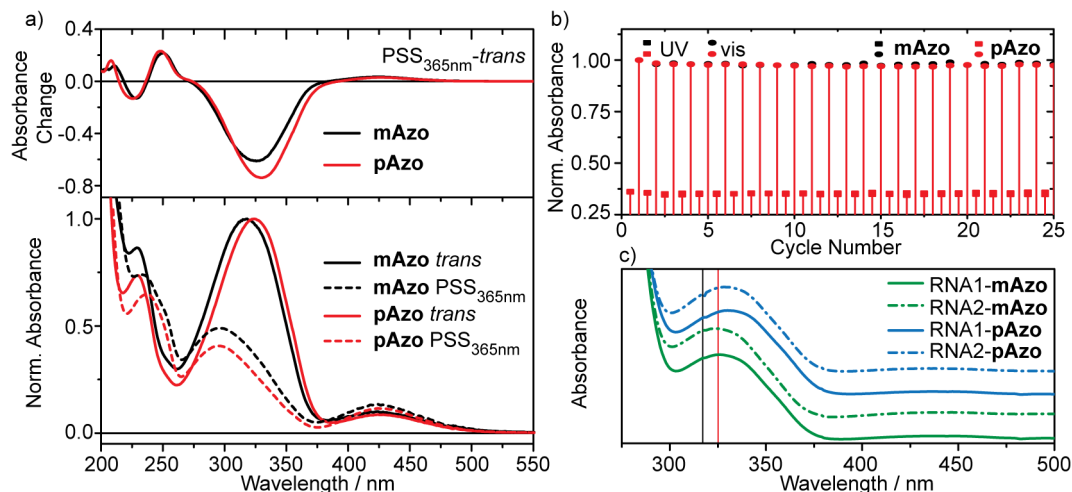 a)
PSS365nm-trans
mAzo
pAzo
Absorbance
Change
0.0
-0.4
-0.8
mAzo trans
mAzo PSS365nm
pAzo trans
pAzo PSS365nm
Norm. Absorbance
1.0
0.5
0.0
200 250 300 350 400 450 500 550
Wavelength / nm
b)
UV vis mAzo pAzo
Norm. Absorbance
1.00
0.75
0.50
0.25
0 5 10 15 20 25
Cycle Number
c)
RNA1-mAzo
RNA2-mAzo
RNA1-pAzo
RNA2-pAzo
Absorbance
300 350 400 450 500
Wavelength / nm